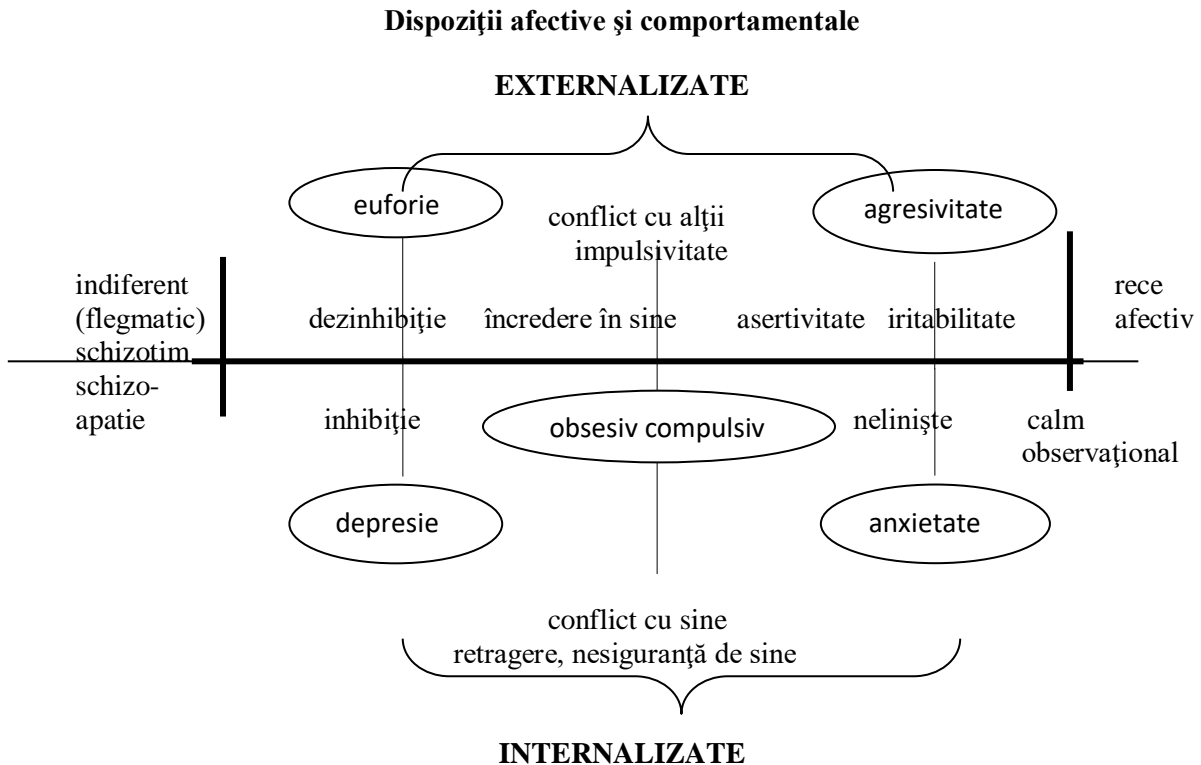 Dispoziţii afective şi comportamentale
EXTERNALIZATE
euforie
conflict cu alţii
impulsivitate
agresivitate
indiferent
(flegmatic)
schizotim
schizo-
apatie
dezinhibiţie
încredere în sine
asertivitate
iritabilitate
rece
afectiv
inhibiţie
obsesiv compulsiv
nelinişte
calm
observaţional
depresie
anxietate
conflict cu sine
retragere, nesiguranţă de sine
INTERNALIZATE